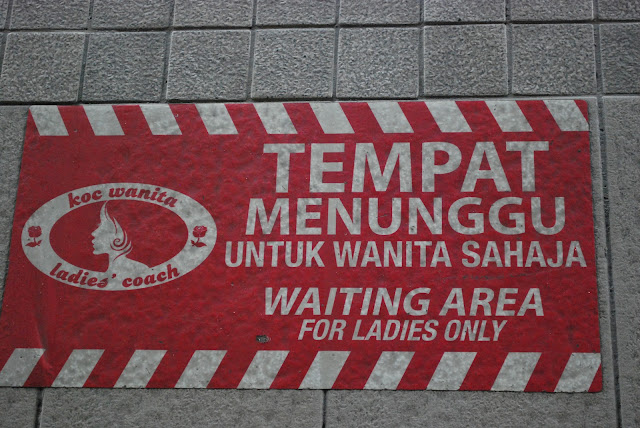 koc wanita
ladies' coach
TEMPAT
MENUNGGU
UNTUK WANITA SAHAJA
WAITING AREA
FOR LADIES ONLY